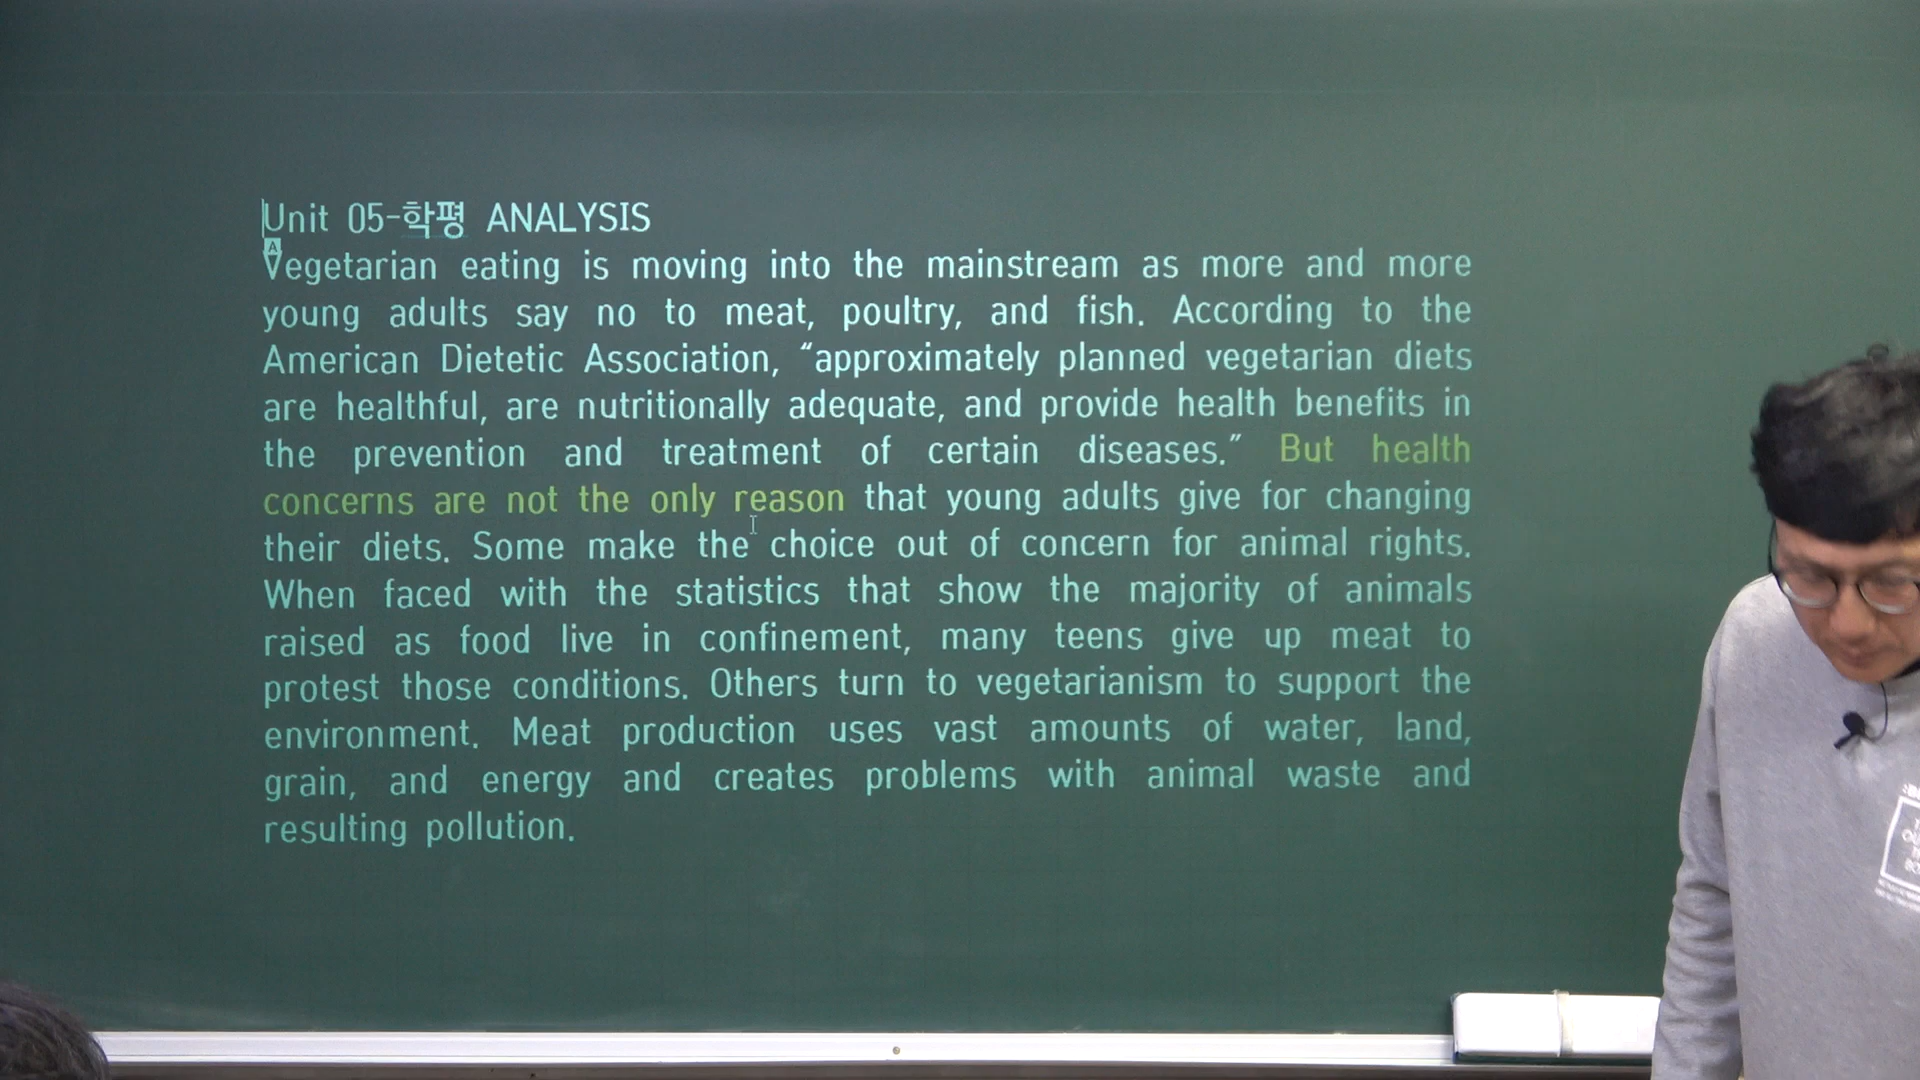 Unit 05-학평 ANALYSIS
A
Vegetarian eating is moving into the mainstream as more and more
young adults say no to meat, poultry, and fish. According to the
American Dietetic Association, “approximately planned vegetarian diets
are healthful, are nutritionally adequate, and provide health benefits in
the prevention and treatment of certain diseases.” But health
concerns are not the only reason that young adults give for changing
their diets. Some make the choice out of concern for animal rights.
When faced with the statistics that show the majority of animals
raised as food live in confinement, many teens give up meat to
protest those conditions. Others turn to vegetarianism to support the
environment. Meat production uses vast amounts of water, land,
grain, and energy and creates problems with animal waste and
resulting pollution.